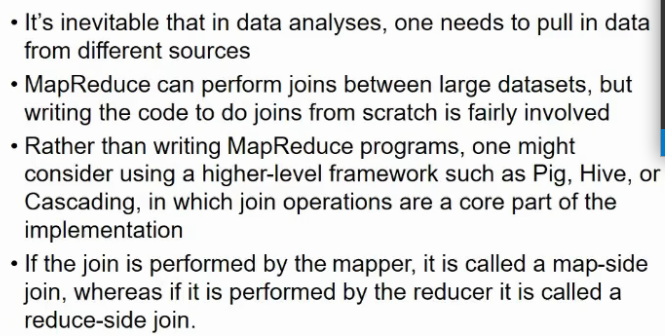 • It's inevitable that in data analyses, one needs to pull in data
from different sources
• MapReduce can perform joins between large datasets, but
writing the code to do joins from scratch is fairly involved
• Rather than writing MapReduce programs, one might
consider using a higher-level framework such as Pig, Hive, or
Cascading, in which join operations are a core part of the
implementation
• If the join is performed by the mapper, it is called a map-side
join, whereas if it is performed by the reducer it is called a
reduce-side join.